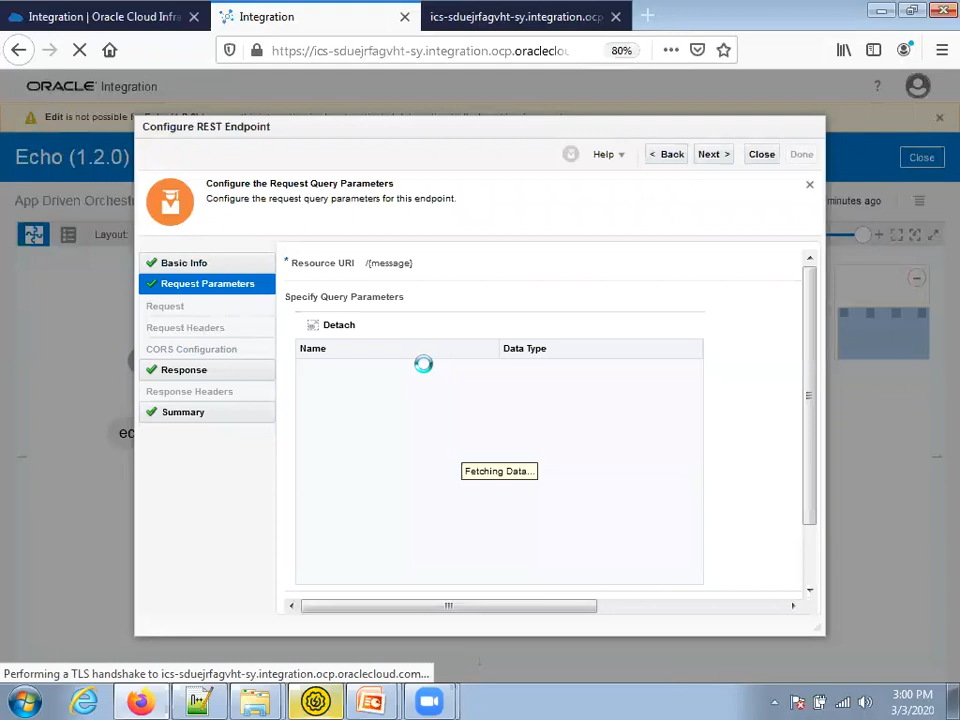 Integration | Oracle Cloud Infra
Integration
ics-sduejrfagvht-sy.integration.ocp
https://ics-sduejrfagvht-sy.integration.ocp.oraclecloc
80%
ORACLE Integration
?
Edit is not possible
Echo (1.2.0)
Close
App Driven Orchestr
minutes ago
Layout:
Configure REST Endpoint
Help
< Back
Next >
Close
Done
Configure the Request Query Parameters
Configure the request query parameters for this endpoint.
Basic Info
Request Parameters
Request
Request Headers
CORS Configuration
Response
Response Headers
Summary
* Resource URI /{message}
Specify Query Parameters
Detach
Name
Data Type
Fetching Data...
ec
Performing a TLS handshake to ics-sduejrfagvht-sy.integration.ocp.oraclecloud.com...
3:00 PM
3/3/2020